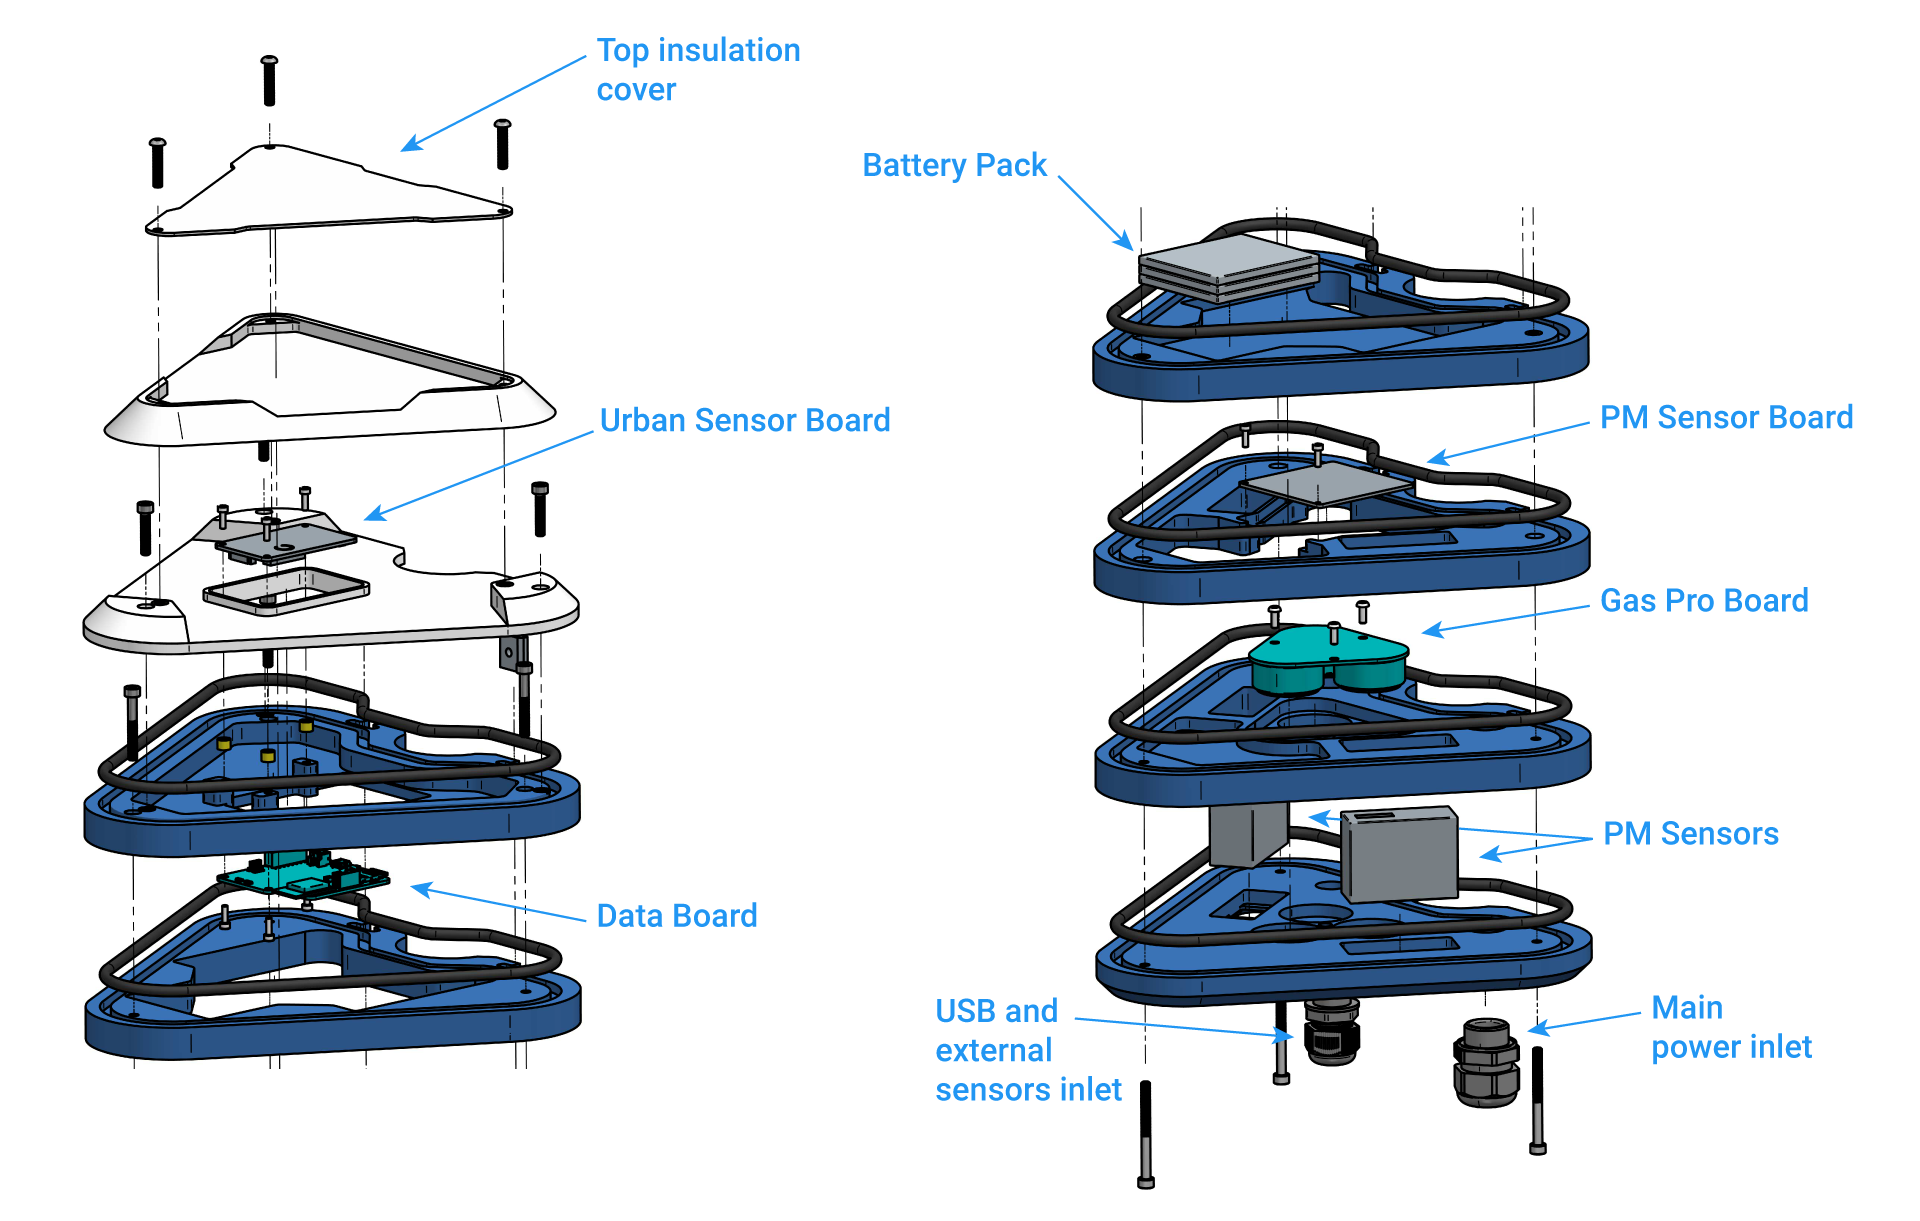 Top insulation
cover
Battery Pack
Urban Sensor Board
PM Sensor Board
Gas Pro Board
PM Sensors
Data Board
USB and
external
sensors inlet
Main
power inlet